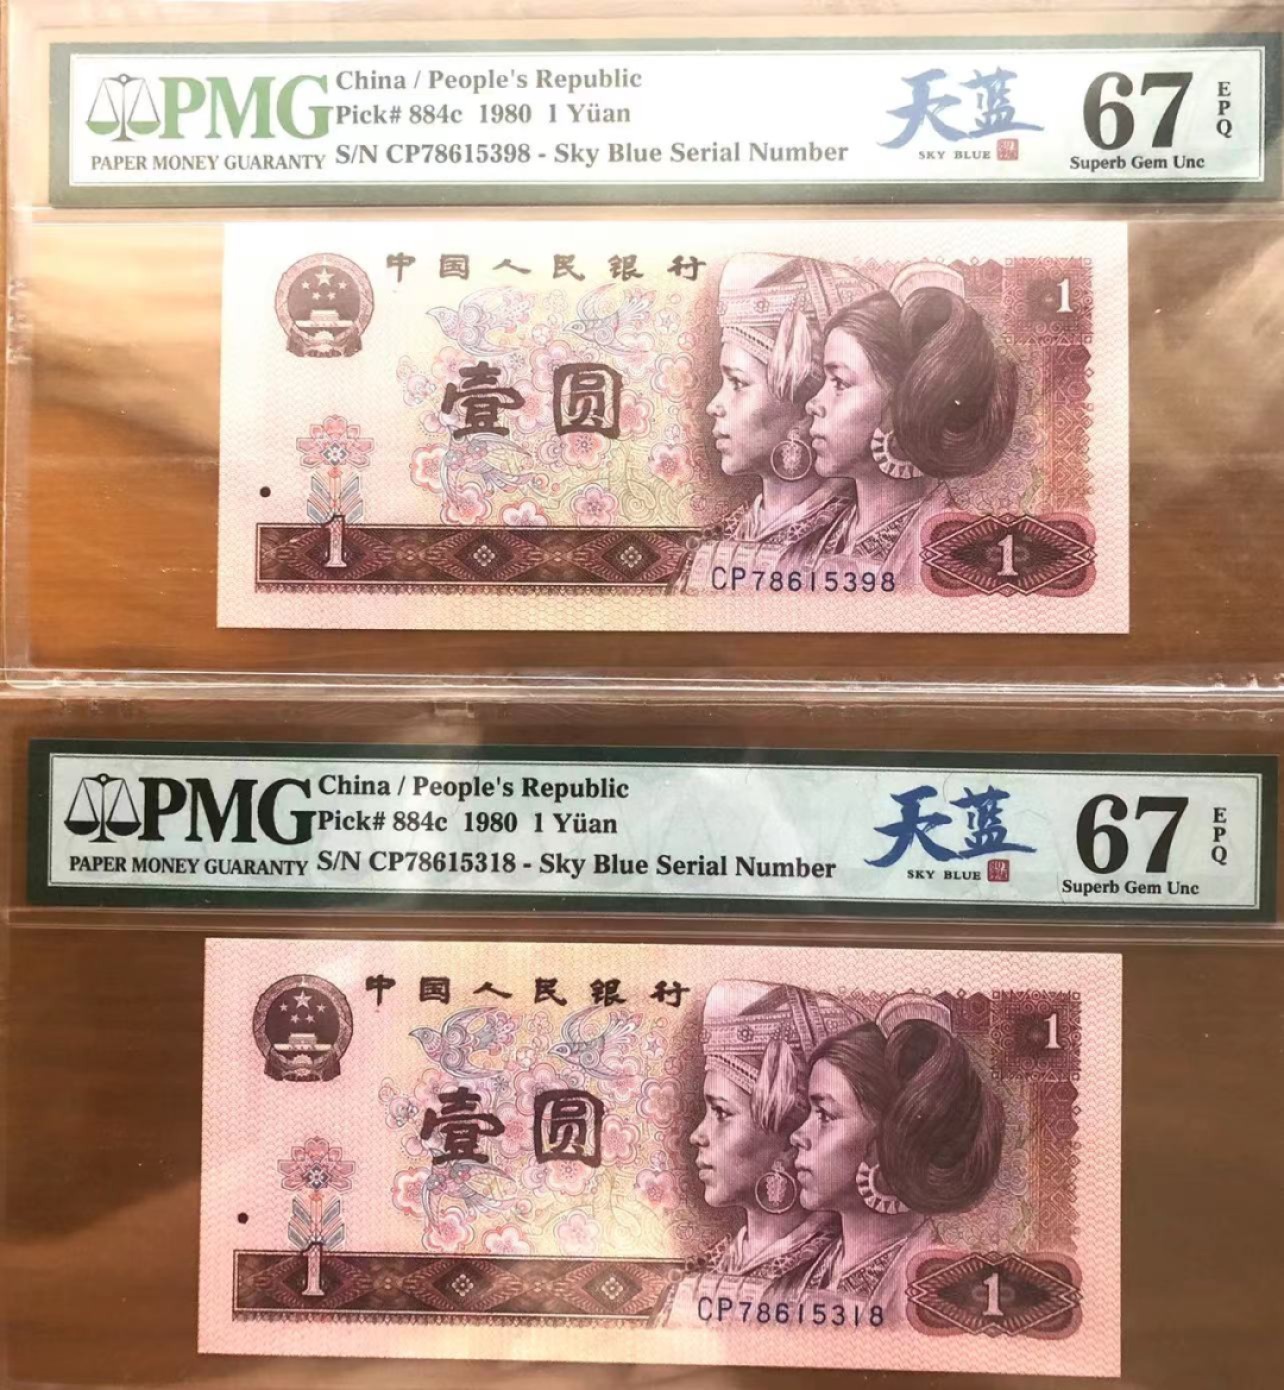 PMG
PAPER MONEY GUARANTY
China / People's Republic
Pick# 884c 1980 1 Yüan
S/N CP78615398 - Sky Blue Serial Number
天蓝
SKY BLUE
67
EPQ
Superb Gem Unc
中国人民银行
1
壹圆
1
CP78615398
1
PMG
PAPER MONEY GUARANTY
China / People's Republic
Pick# 884c 1980 1 Yüan
S/N CP78615318 - Sky Blue Serial Number
天蓝
SKY BLUE
67
EPQ
Superb Gem Unc
中国人民银行
1
壹圆
1
CP78615318
1